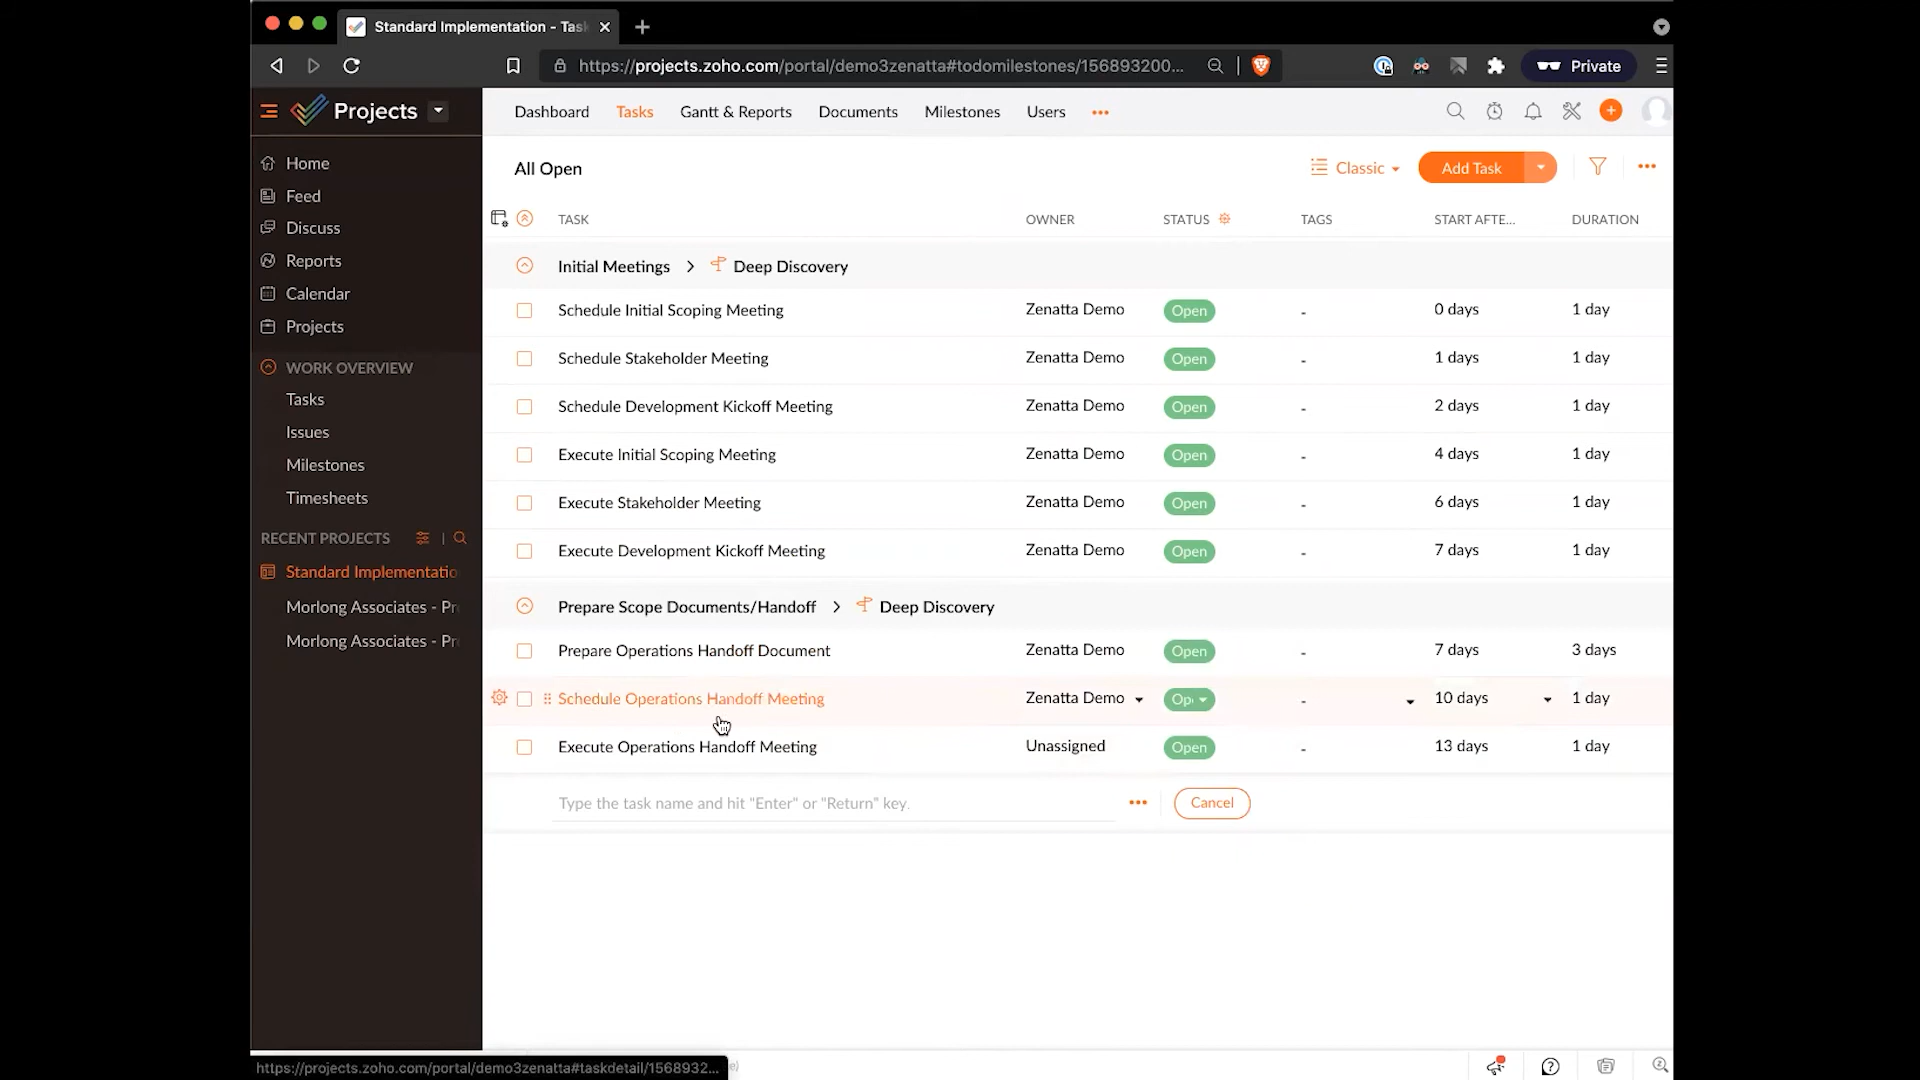 Standard Implementation - Tas
https://projects.zoho.com/portal/demo3zenatta#todomilestones/156893200...
Private
Projects
Dashboard Tasks Gantt & Reports Documents Milestones Users
Home
Feed
Discuss
Reports
Calendar
Projects
WORK OVERVIEW
Tasks
Issues
Milestones
Timesheets
RECENT PROJECTS
Standard Implementatio
Morlong Associates - Pr
Morlong Associates - Pr
All Open Classic Add Task
TASK OWNER STATUS TAGS START AFTE... DURATION
Initial Meetings > Deep Discovery
Schedule Initial Scoping Meeting Zenatta Demo Open - 0 days 1 day
Schedule Stakeholder Meeting Zenatta Demo Open - 1 days 1 day
Schedule Development Kickoff Meeting Zenatta Demo Open - 2 days 1 day
Execute Initial Scoping Meeting Zenatta Demo Open - 4 days 1 day
Execute Stakeholder Meeting Zenatta Demo Open - 6 days 1 day
Execute Development Kickoff Meeting Zenatta Demo Open - 7 days 1 day
Prepare Scope Documents/Handoff > Deep Discovery
Prepare Operations Handoff Document Zenatta Demo Open - 7 days 3 days
Schedule Operations Handoff Meeting Zenatta Demo Op - 10 days 1 day
Execute Operations Handoff Meeting Unassigned Open - 13 days 1 day
Type the task name and hit "Enter" or "Return" key. Cancel
https://projects.zoho.com/portal/demo3zenatta#taskdetail/1568932...